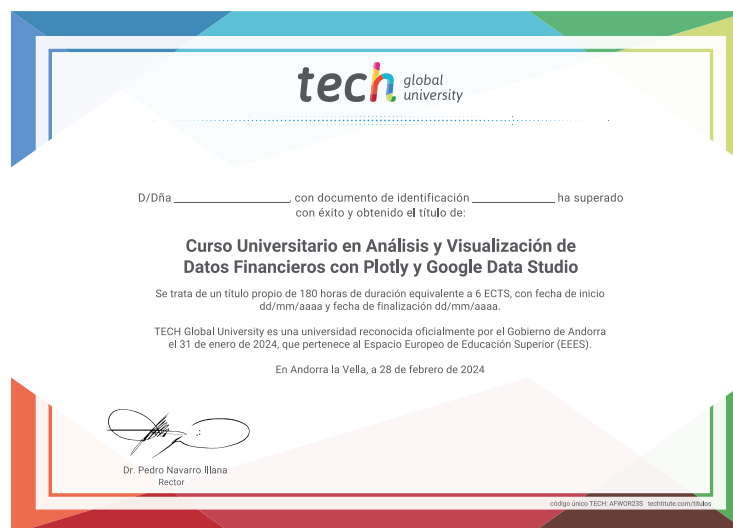 tech global university
D/Dña ____________________, con documento de identificación ______________ ha superado
con éxito y obtenido el título de:
Curso Universitario en Análisis y Visualización de
Datos Financieros con Plotly y Google Data Studio
Se trata de un título propio de 180 horas de duración equivalente a 6 ECTS, con fecha de inicio
dd/mm/aaaa y fecha de finalización dd/mm/aaaa.
TECH Global University es una universidad reconocida oficialmente por el Gobierno de Andorra
el 31 de enero de 2024, que pertenece al Espacio Europeo de Educación Superior (EEES).
En Andorra la Vella, a 28 de febrero de 2024
Dr. Pedro Navarro Illana
Rector
código único TECH: AFWOR23S techtitute.com/titulos